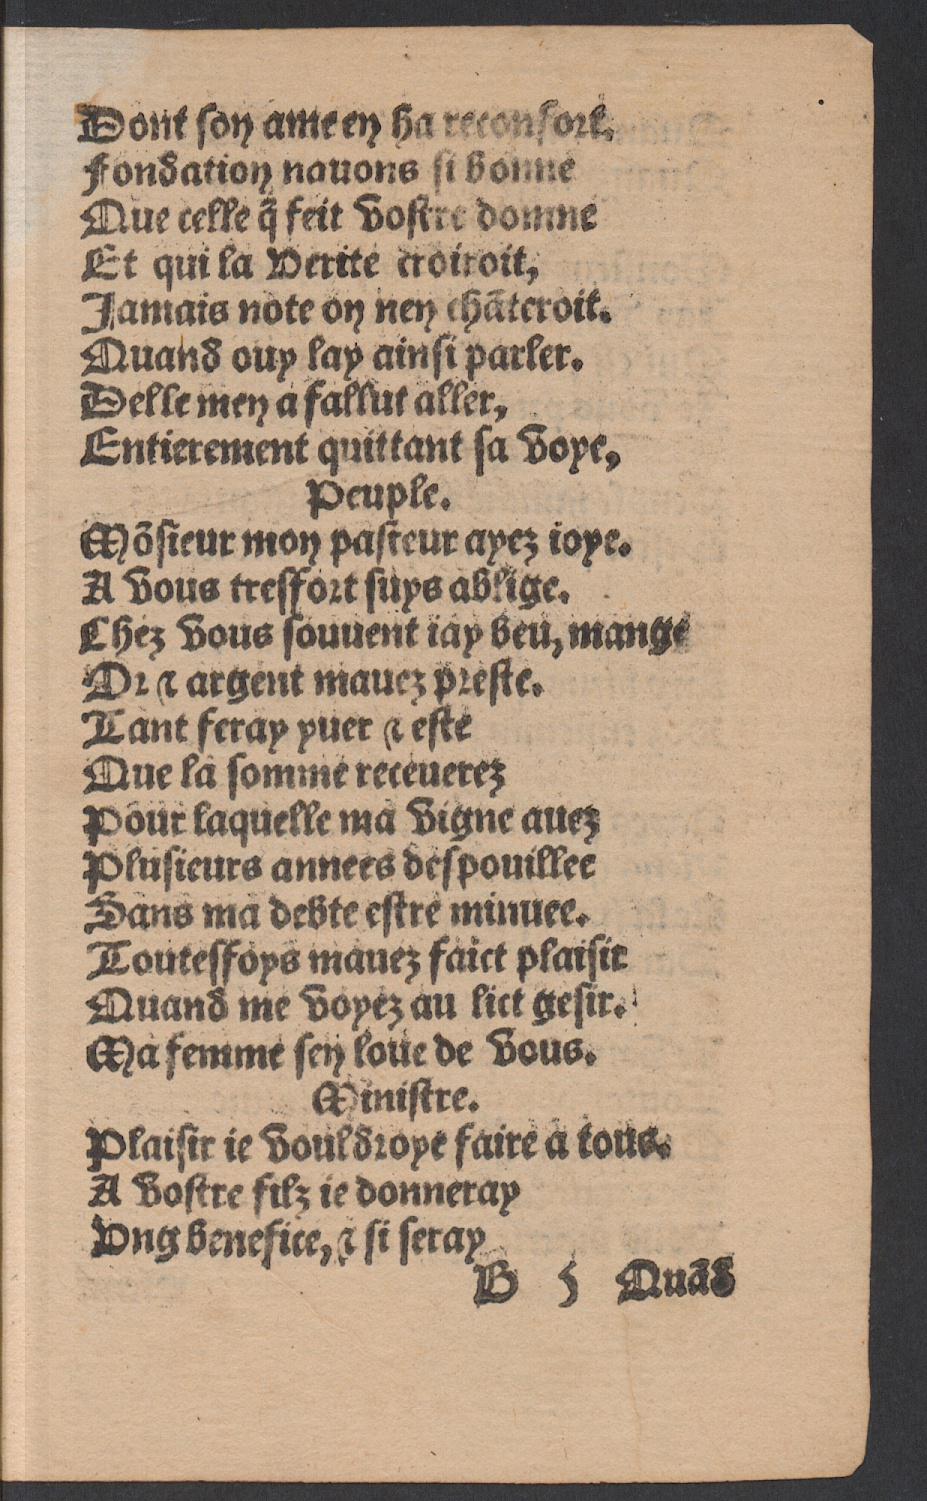 Dont son ame en ha reconfort,
Fondation nauons si bonne
Que celle q̃ feit vostre domne
Et qui la Verite croiroit,
Jamais note on nen chãteroit.
Quand ouy lay ainsi parler.
Delle men a fallut aller,
Entierement quittant sa voye,
Peuple.
Mõsieur mon pasteur ayez ioye.
A vous tresfort suys ablige.
Chez vous souuent iay beu, mange
Or ⁊ argent mauez preste.
Tant feray yuer ⁊ este
Que la somme receuerez
Pour laquelle ma vigne auez
Plusieurs annees despouillee
Sans ma debte estre minuee.
Toutesfoys mauez faict plaisir
Quand me voyez au lict gesir.
Ma femme sen loue de vous.
Ministre.
Plaisir ie vouldroye faire a tous.
A vostre filz ie donneray
Vng benefice, ⁊ si seray
B 5 Quãd